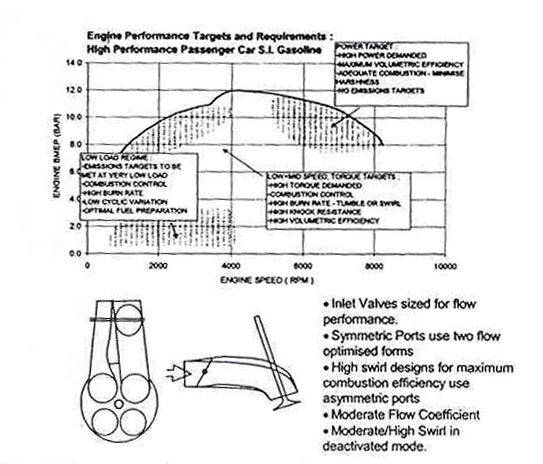 Engine Performance Targets and Requirements :
High Performance Passenger Car S.I. Gasoline
POWER TARGET :
•HIGH POWER DEMANDED
•MAXIMUM VOLUMETRIC EFFICIENCY
•ADEQUATE COMBUSTION - MINIMISE
HARSHNESS
•NO EMISSIONS TARGETS
14.0
12.0
10.0
8.0
6.0
4.0
2.0
0.0
ENGINE BMEP (BAR)
LOW LOAD REGIME :
•EMISSIONS TARGETS TO BE
MET AT VERY LOW LOAD
•COMBUSTION CONTROL
•HIGH BURN RATE
•LOW CYCLIC VARIATION
OPTIMAL FUEL PREPARATION
LOW+MID SPEED, TORQUE TARGETS :
•HIGH TORQUE DEMANDED
•COMBUSTION CONTROL
•HIGH BURN RATE - TUMBLE OR SWIRL
•HIGH KNOCK RESISTANCE
•HIGH VOLUMETRIC EFFICIENCY
0 2000 4000 6000 8000 10000
ENGINE SPEED ( RPM )
• Inlet Valves sized for flow
performance.
• Symmetric Ports use two flow
optimised forms
• High swirl designs for maximum
combustion efficiency use
asymmetric ports
• Moderate Flow Coefficient
• Moderate/High Swirl in
deactivated mode.